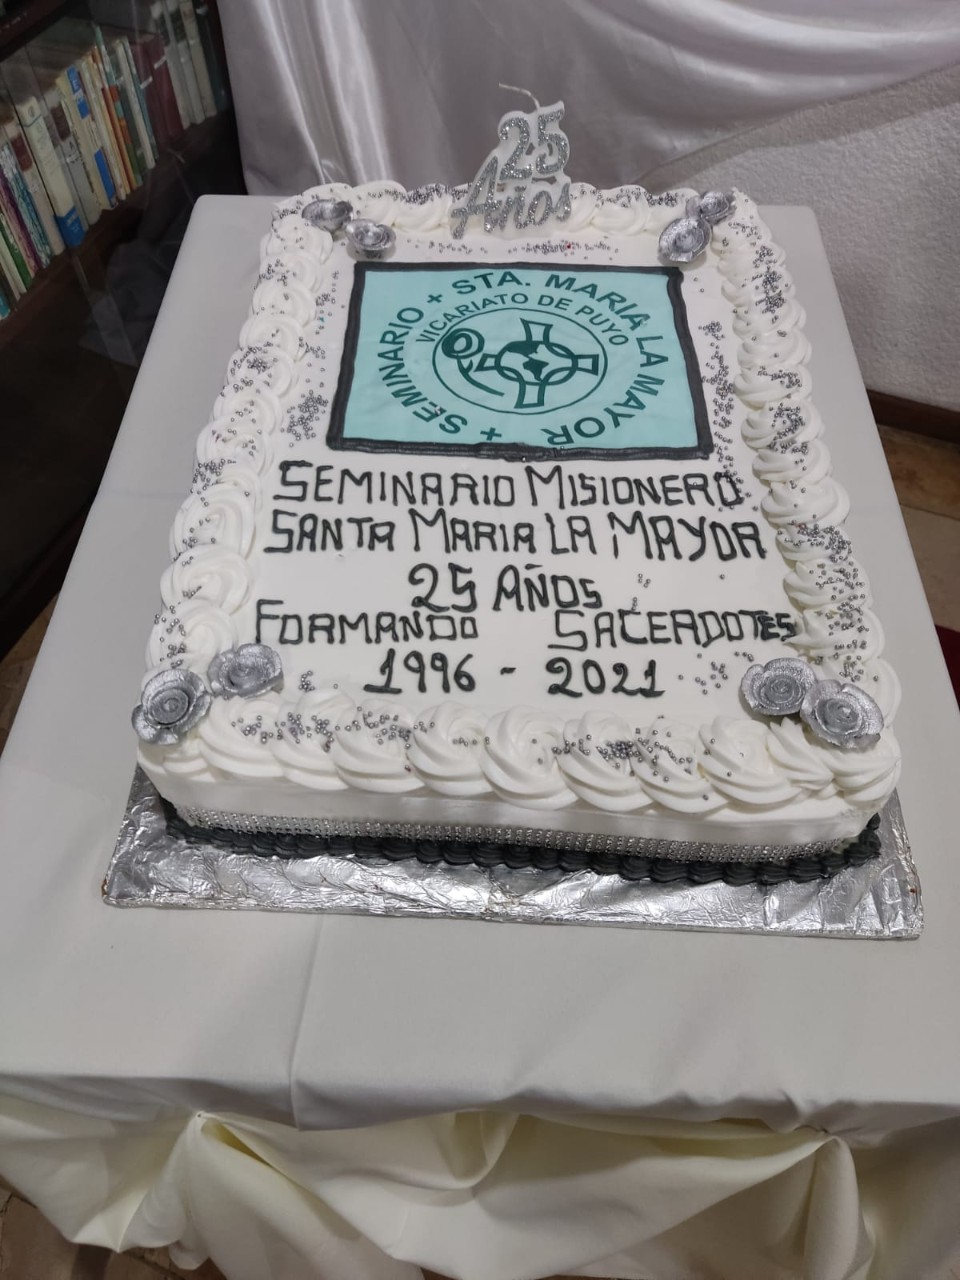 25
Años
+ SEMINARIO + STA. MARIA LA MAYOR +
VICARIATO DE PUYO
SEMINARIO MISIONERO
SANTA MARIA LA MAYOR
25 AÑOS
FORMANDO SACERDOTES
1996 - 2021